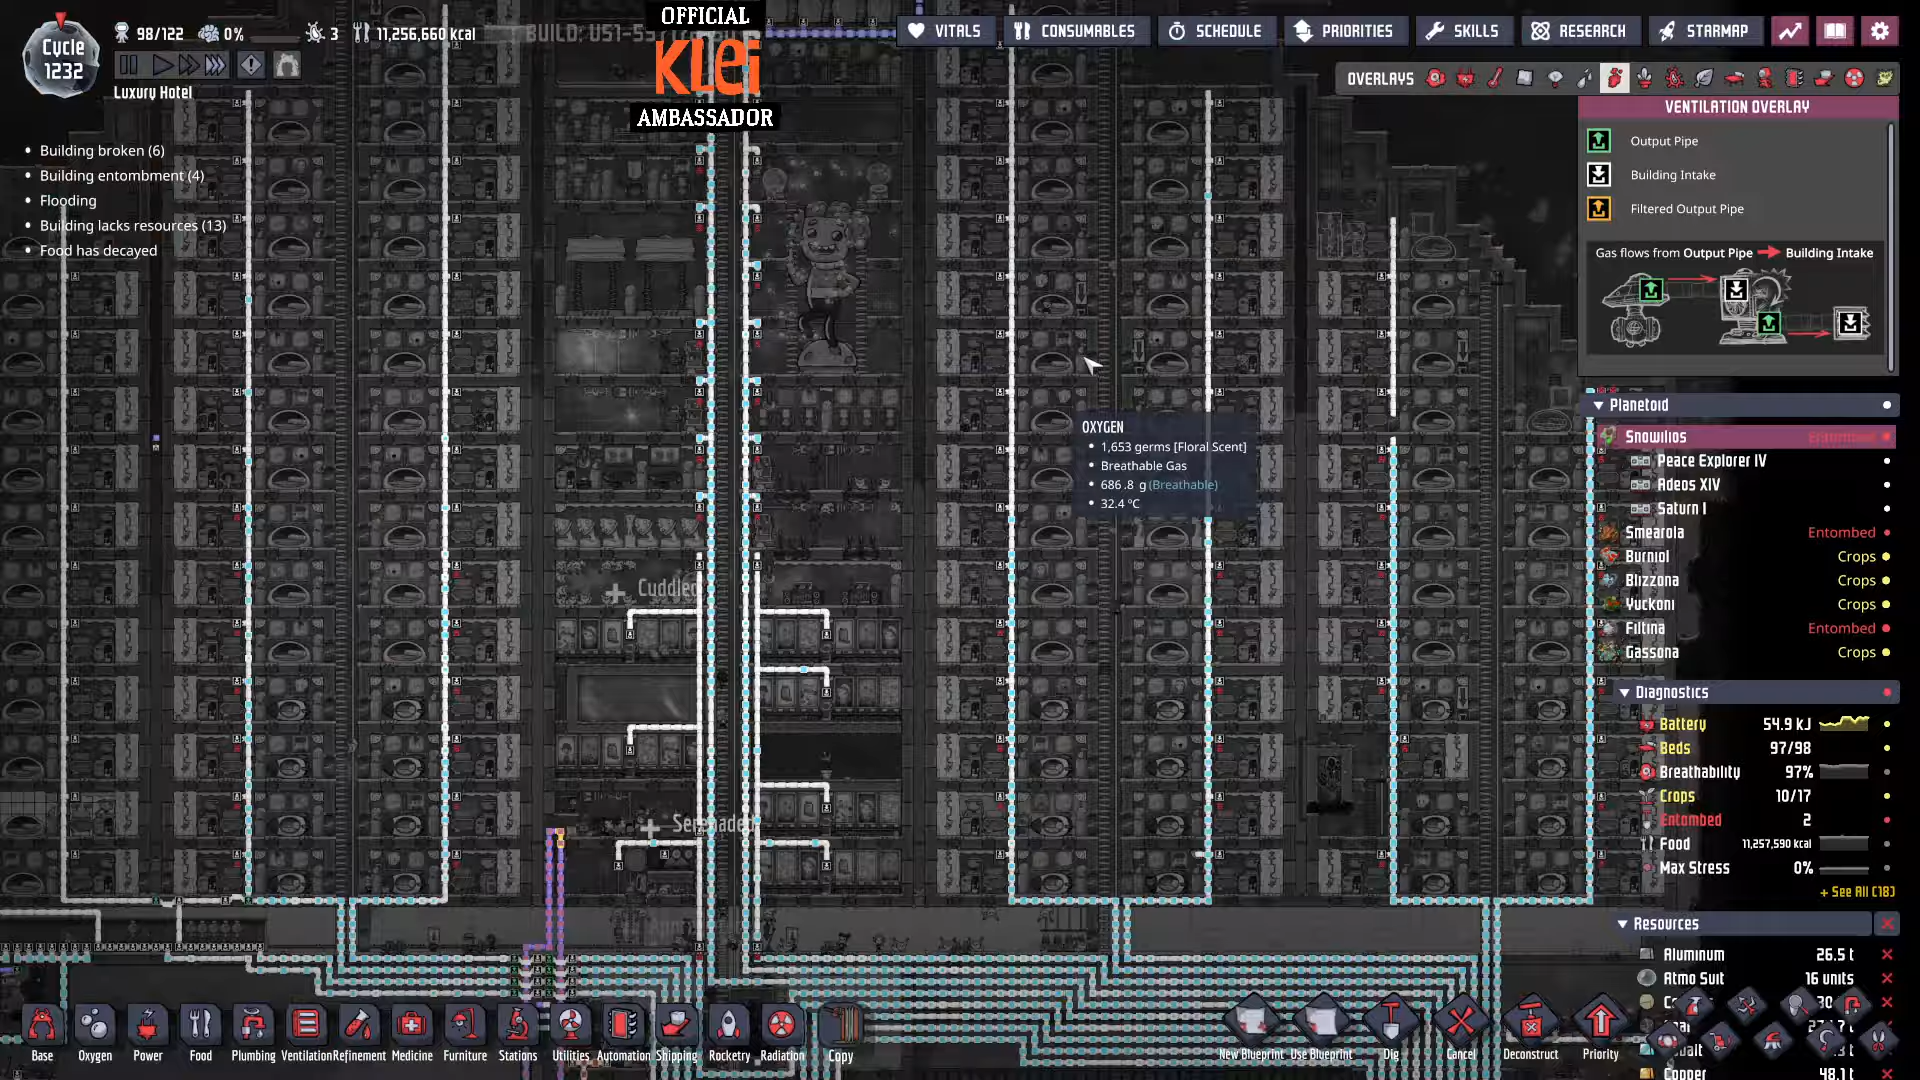 OFFICIAL
Klei
AMBASSADOR
Cycle
1232
98/122
0%
3
11,256,660 kcal
Luxury Hotel
VITALS
CONSUMABLES
SCHEDULE
PRIORITIES
SKILLS
RESEARCH
STARMAP
OVERLAYS
Building broken (6)
Building entombment (4)
Flooding
Building lacks resources (13)
Food has decayed
VENTILATION OVERLAY
Output Pipe
Building Intake
Filtered Output Pipe
Gas flows from Output Pipe Building Intake
OXYGEN
1,653 germs [Floral Scent]
Breathable Gas
686.8 g (Breathable)
32.4 ºC
Cuddled
Serenaded
Planetoid
Snowilios
Peace Explorer IV
Adeos XIV
Saturn I
Smearola Entombed
Burniol Crops
Blizzona Crops
Yuckoni Crops
Filtina Entombed
Gassona Crops
Diagnostics
Battery 54.9 kJ
Beds 97/98
Breathability 97%
Crops 10/17
Entombed 2
Food 11,257,590 kcal
Max Stress 0%
+ See All (18)
Resources
Aluminum 26.5 t
Atmo Suit 16 units
Copper 48.1 t
Base
Oxygen
Power
Food
Plumbing
Ventilation
Refinement
Medicine
Furniture
Stations
Utilities
Automation
Shipping
Rocketry
Radiation
Copy
New Blueprint
Use Blueprint
Dig
Cancel
Deconstruct
Priority